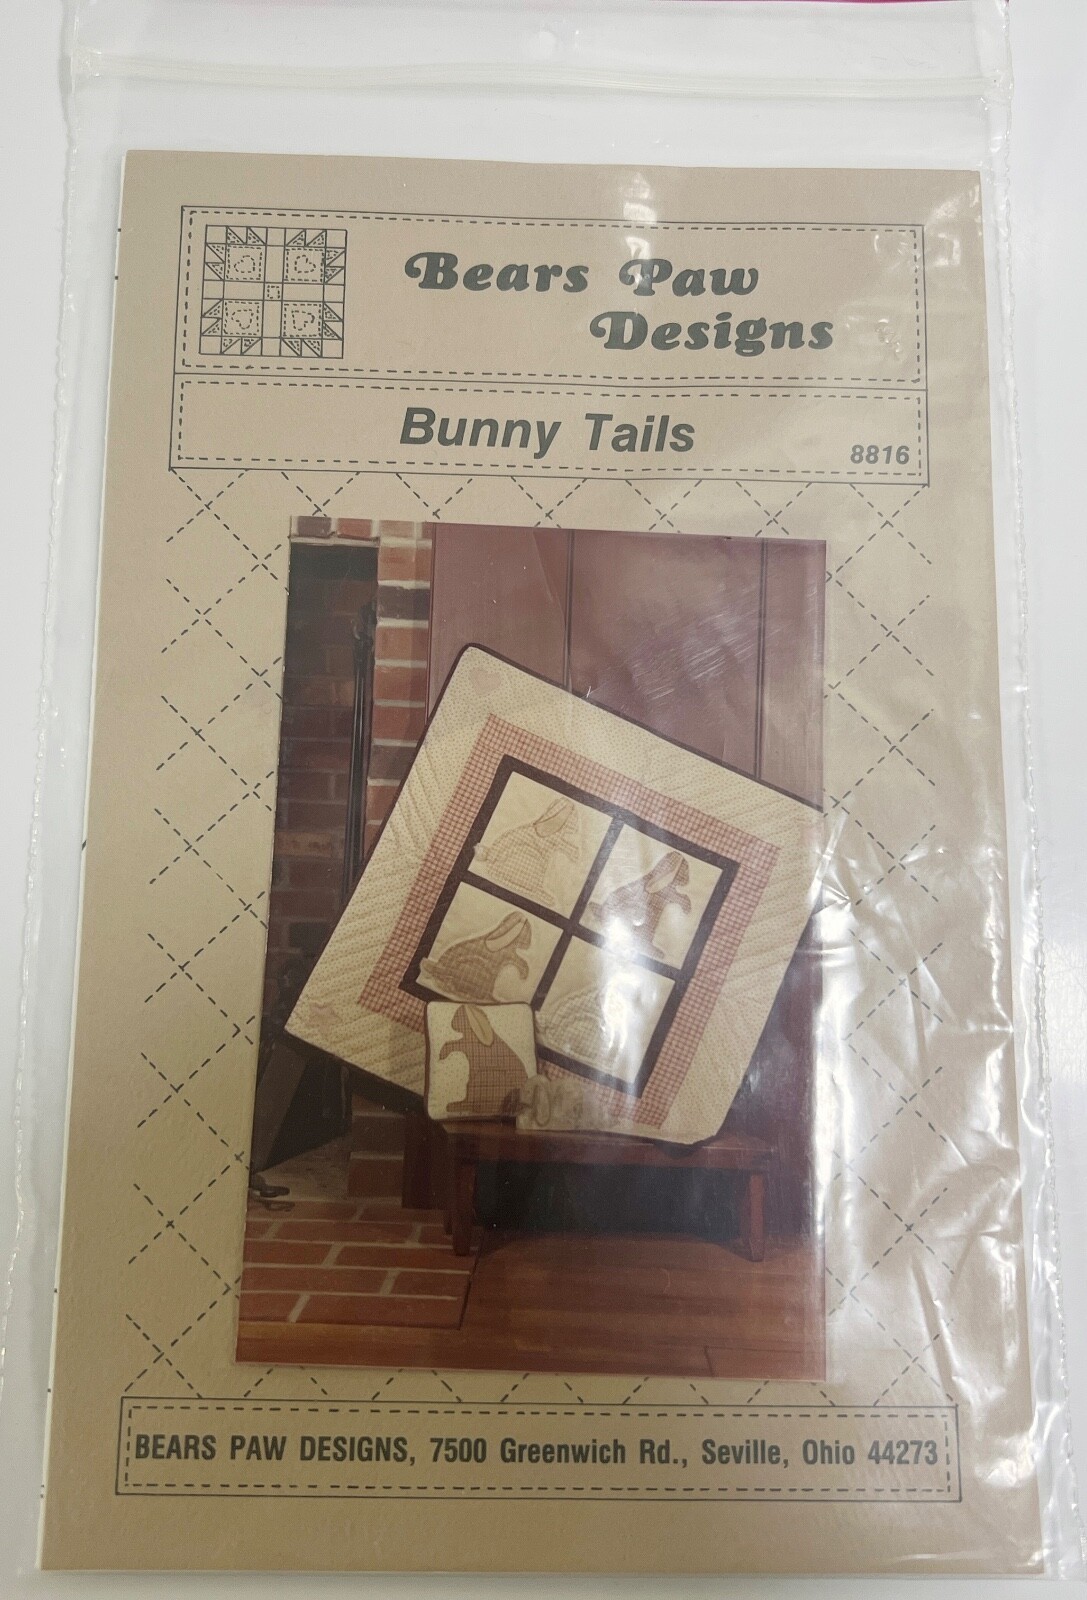 Bears Paw
Designs
Bunny Tails
8816
BEARS PAW DESIGNS, 7500 Greenwich Rd., Seville, Ohio 44273